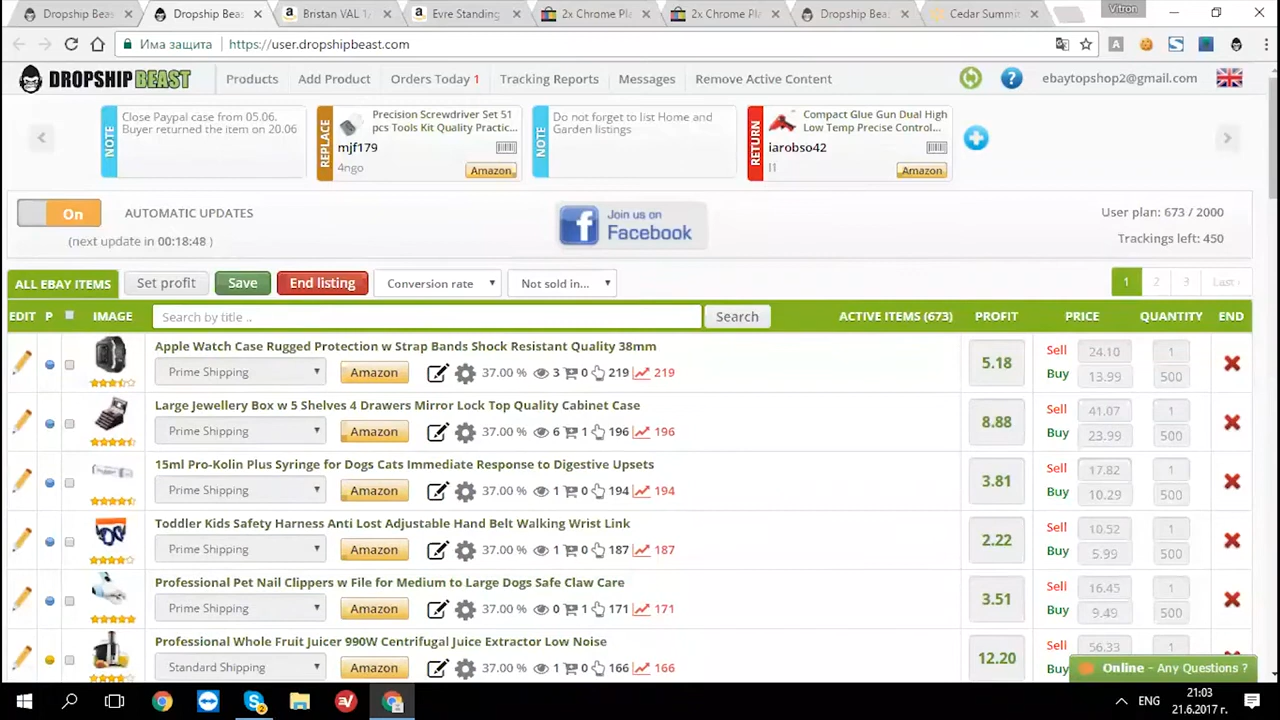 Dropship Beas
Dropship Beas
Bristan VAL 1/
Evre Standing
2x Chrome Pla
2x Chrome Pla
Dropship Beas
Cedar Summi
Vitron
Има защита
https://user.dropshipbeast.com
DROPSHIPBEAST
Products
Add Product
Orders Today 1
Tracking Reports
Messages
Remove Active Content
ebaytopshop2@gmail.com
NOTE
Close Paypal case from 05.06.
Buyer returned the item on 20.06
REPLACE
Precision Screwdriver Set 51
pcs Tools Kit Quality Practic...
mjf179
4ngo
Amazon
NOTE
Do not forget to list Home and
Garden listings
RETURN
Compact Glue Gun Dual High
Low Temp Precise Control...
iarobso42
l1
Amazon
On
AUTOMATIC UPDATES
(next update in 00:18:48 )
Join us on
Facebook
User plan: 673 / 2000
Trackings left: 450
ALL EBAY ITEMS
Set profit
Save
End listing
Conversion rate
Not sold in...
1 2 3 Last ›
EDIT P IMAGE
Search by title ..
Search
ACTIVE ITEMS (673)
PROFIT
PRICE
QUANTITY
END
Apple Watch Case Rugged Protection w Strap Bands Shock Resistant Quality 38mm
Prime Shipping
Amazon
37.00 % 3 0 219 219
5.18
Sell 24.10 1
Buy 13.99 500
Large Jewellery Box w 5 Shelves 4 Drawers Mirror Lock Top Quality Cabinet Case
Prime Shipping
Amazon
37.00 % 6 1 196 196
8.88
Sell 41.07 1
Buy 23.99 500
15ml Pro-Kolin Plus Syringe for Dogs Cats Immediate Response to Digestive Upsets
Prime Shipping
Amazon
37.00 % 1 0 194 194
3.81
Sell 17.82 1
Buy 10.29 500
Toddler Kids Safety Harness Anti Lost Adjustable Hand Belt Walking Wrist Link
Prime Shipping
Amazon
37.00 % 1 0 187 187
2.22
Sell 10.52 1
Buy 5.99 500
Professional Pet Nail Clippers w File for Medium to Large Dogs Safe Claw Care
Prime Shipping
Amazon
37.00 % 0 1 171 171
3.51
Sell 16.45 1
Buy 9.49 500
Professional Whole Fruit Juicer 990W Centrifugal Juice Extractor Low Noise
Standard Shipping
Amazon
37.00 % 1 0 166 166
12.20
Sell 56.33 1
Buy
Online - Any Questions ?
ENG
21:03
21.6.2017 г.